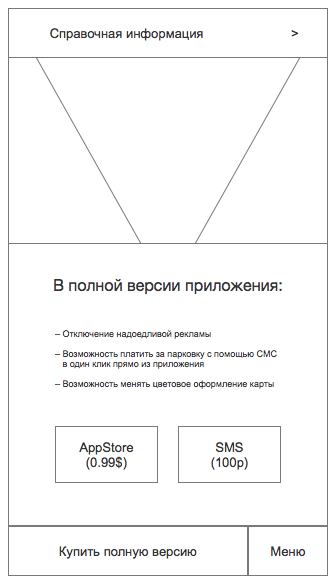 Справочная информация >
В полной версии приложения:
– Отключение надоедливой рекламы
– Возможность платить за парковку с помощью СМС
в один клик прямо из приложения
– Возможность менять цветовое оформление карты
AppStore
(0.99$)
SMS
(100р)
Купить полную версию
Меню